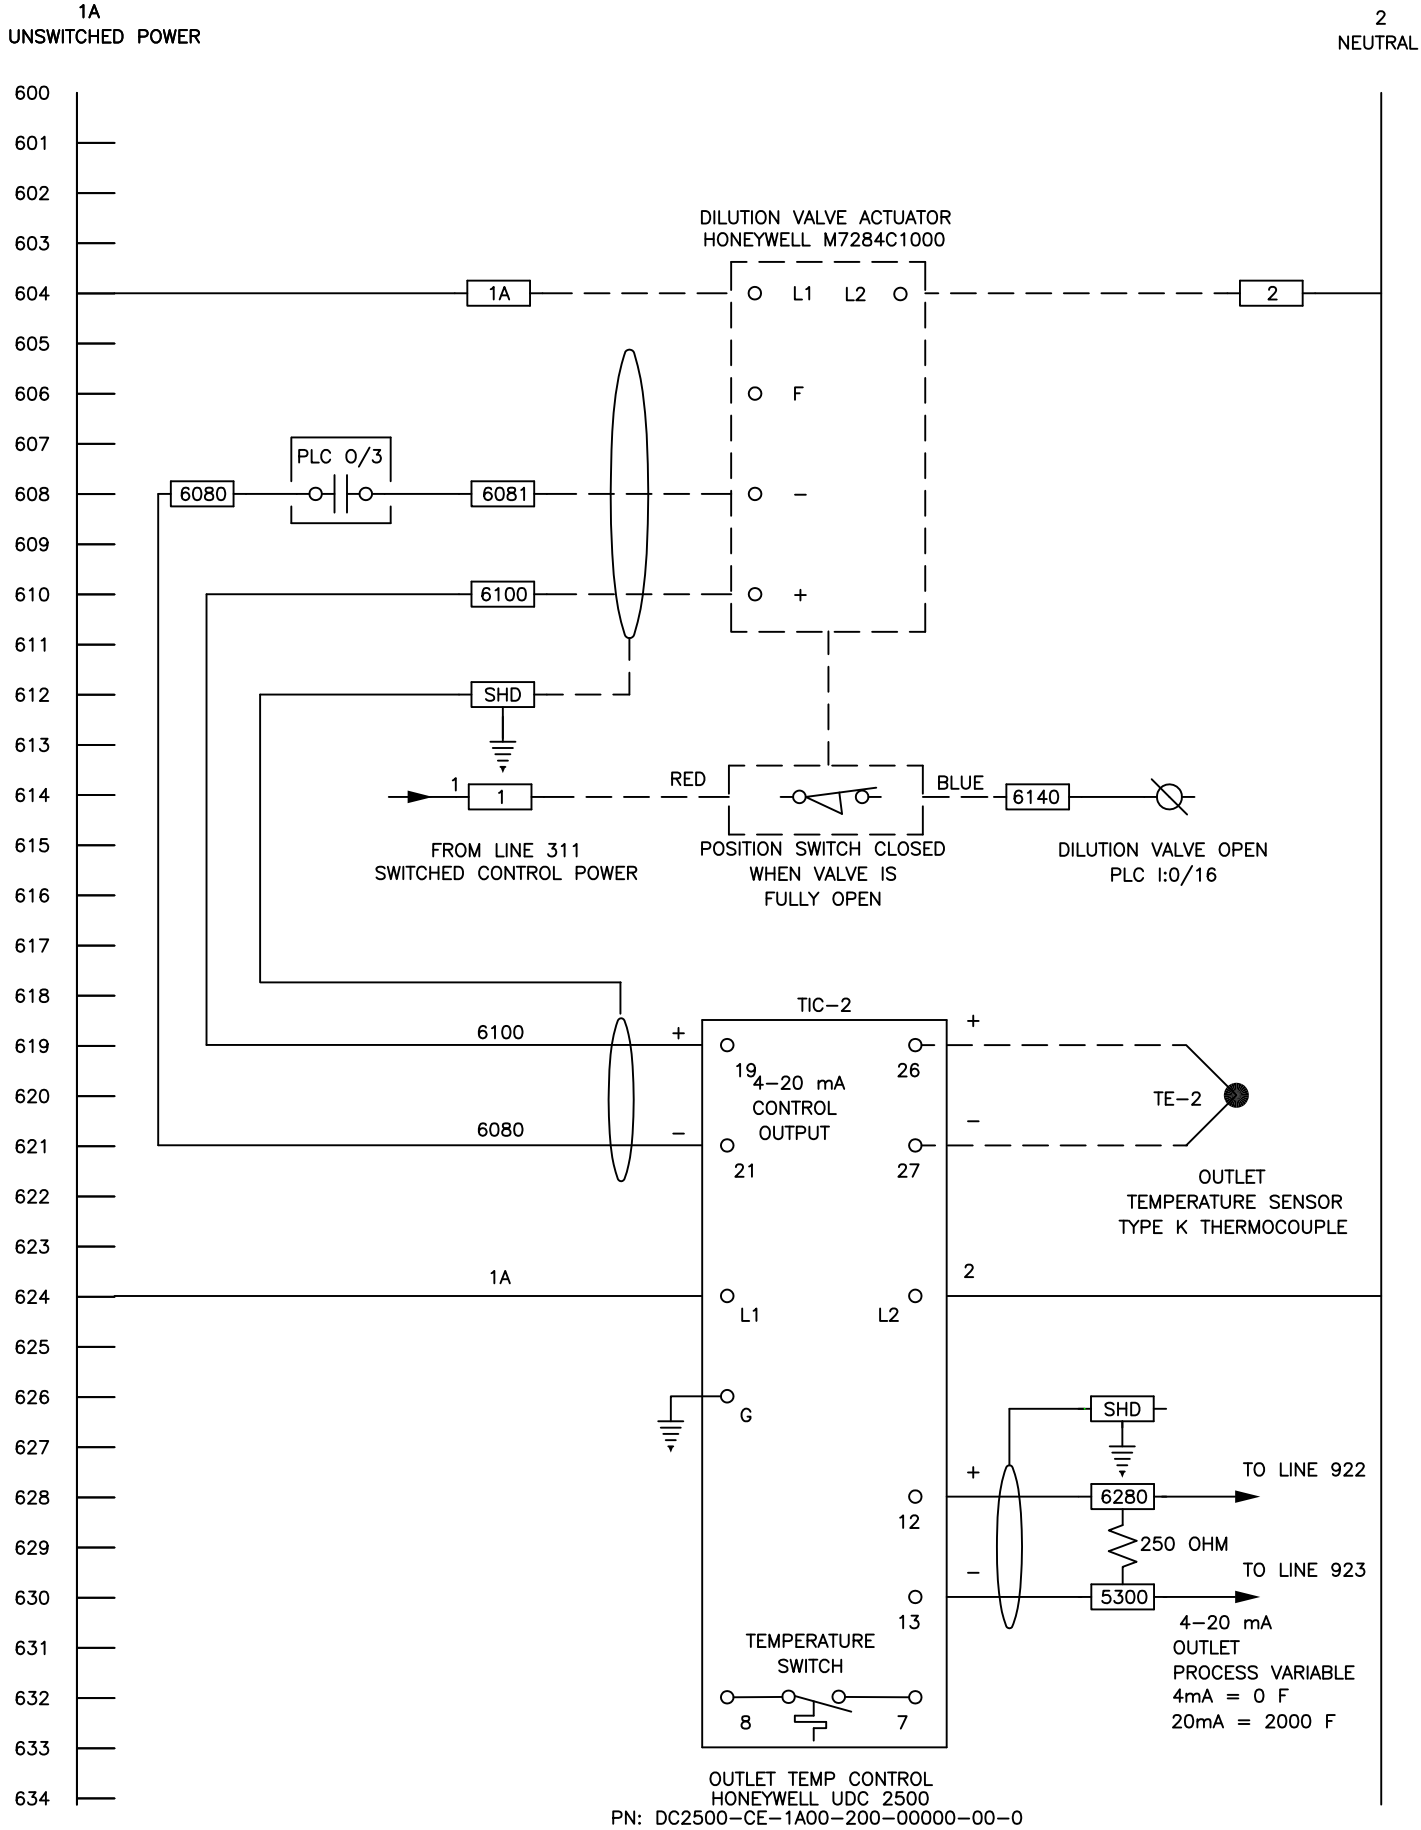 1A
UNSWITCHED POWER
2
NEUTRAL
600
601
602
603
DILUTION VALVE ACTUATOR
HONEYWELL M7284C1000
604
1A
L1 L2
2
605
606
F
607
PLC O/3
608
6080
6081
−
609
610
6100
+
611
612
SHD
613
RED
BLUE
614
1
1
6140
615
FROM LINE 311
SWITCHED CONTROL POWER
POSITION SWITCH CLOSED
WHEN VALVE IS
FULLY OPEN
DILUTION VALVE OPEN
PLC I:0/16
616
617
618
TIC−2
619
6100
+
19
26
+
4−20 mA
CONTROL
OUTPUT
620
TE−2
621
6080
−
21
27
−
OUTLET
TEMPERATURE SENSOR
TYPE K THERMOCOUPLE
622
623
624
1A
L1
L2
2
625
626
G
SHD
627
628
+
12
6280
TO LINE 922
629
250 OHM
630
−
13
5300
TO LINE 923
4−20 mA
OUTLET
PROCESS VARIABLE
4mA = 0 F
20mA = 2000 F
631
TEMPERATURE
SWITCH
632
8
7
633
634
OUTLET TEMP CONTROL
HONEYWELL UDC 2500
PN: DC2500−CE−1A00−200−00000−00−0